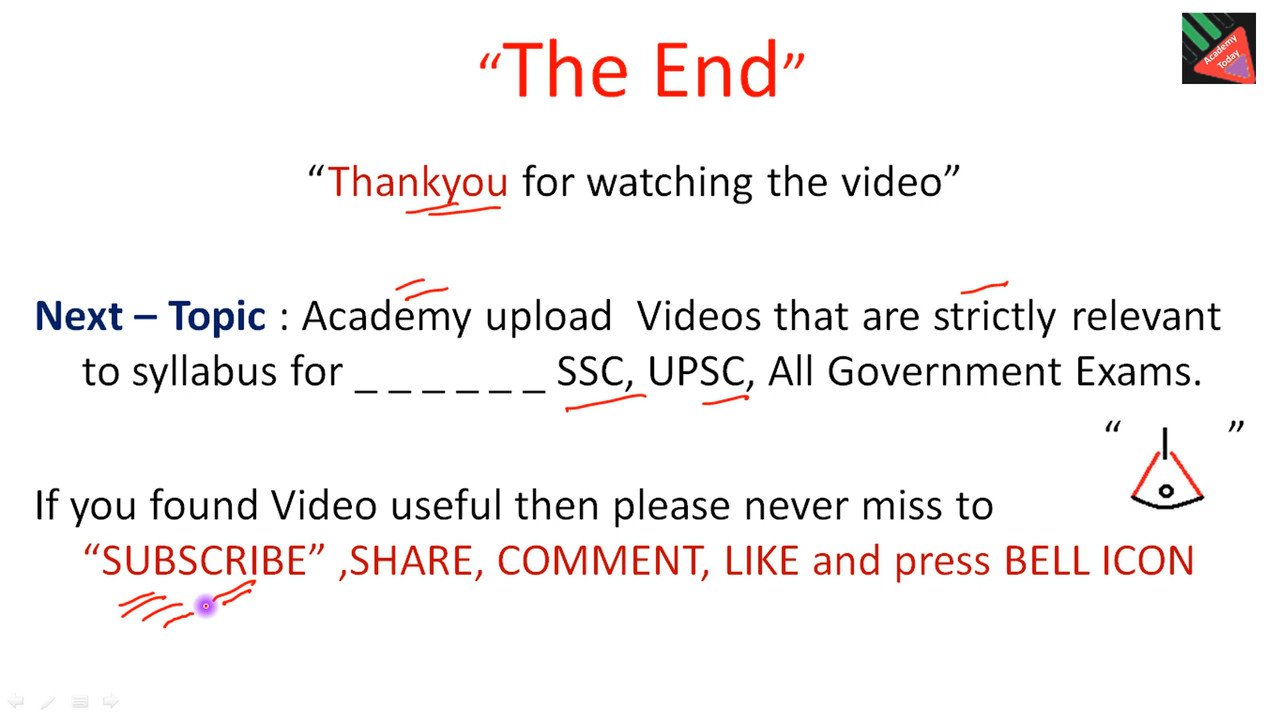 “The End”
Academy
Today
“Thankyou for watching the video”
Next – Topic : Academy upload Videos that are strictly relevant
to syllabus for _ _ _ _ _ _ SSC, UPSC, All Government Exams.
“ ”
If you found Video useful then please never miss to
“SUBSCRIBE” ,SHARE, COMMENT, LIKE and press BELL ICON